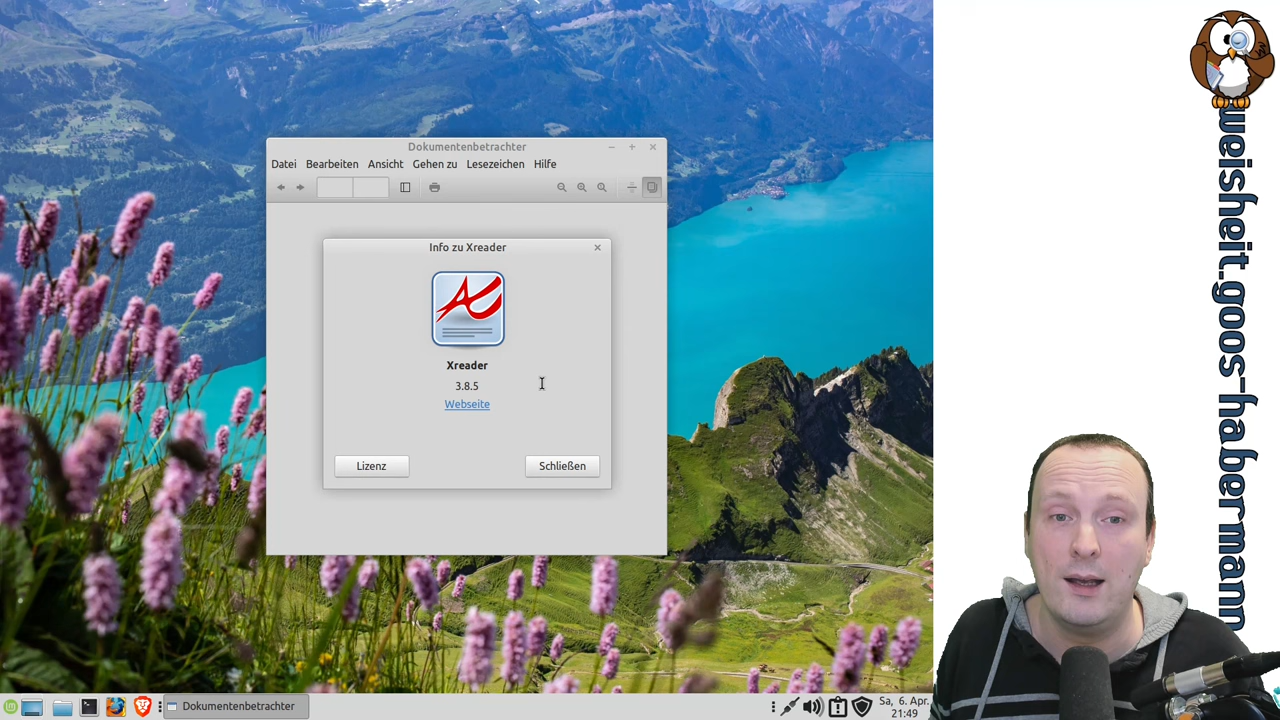 Dokumentenbetrachter
Datei Bearbeiten Ansicht Gehen zu Lesezeichen Hilfe
Info zu Xreader
Xreader
3.8.5
Webseite
Lizenz Schließen
Dokumentenbetrachter
Sa, 6. Apr.
21:49
weisheit.goos-habermann